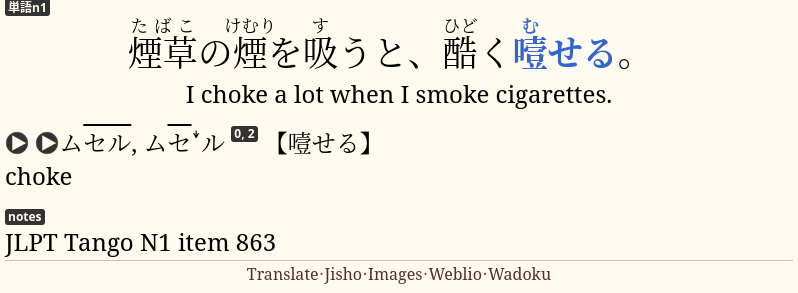 単語n1
煙草の煙を吸うと、酷く噎せる。
たばこ けむり す ひど む
I choke a lot when I smoke cigarettes.
ムセル, ムセル 0, 2 【噎せる】
choke
notes
JLPT Tango N1 item 863
Translate·Jisho·Images·Weblio·Wadoku